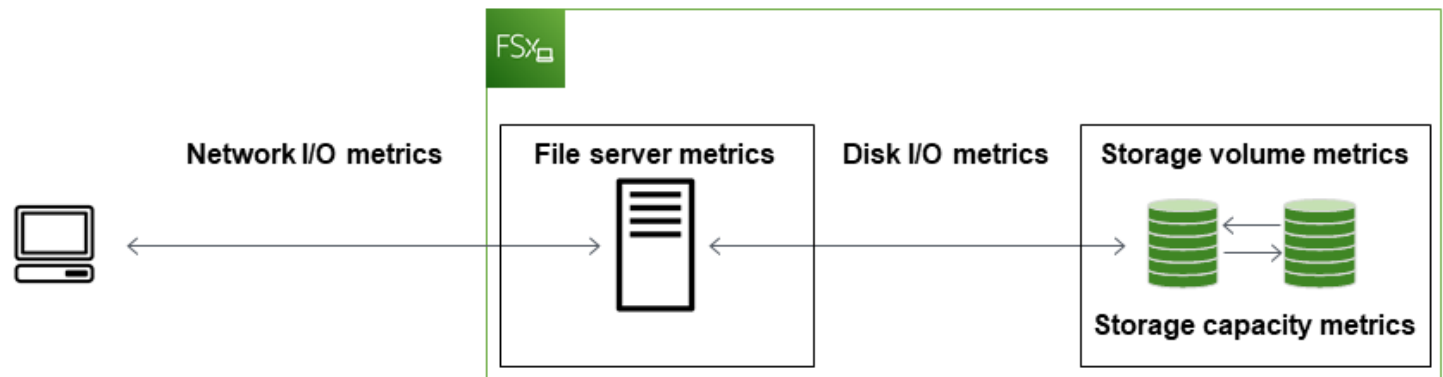 FSx
Network I/O metrics
File server metrics
Disk I/O metrics
Storage volume metrics
Storage capacity metrics